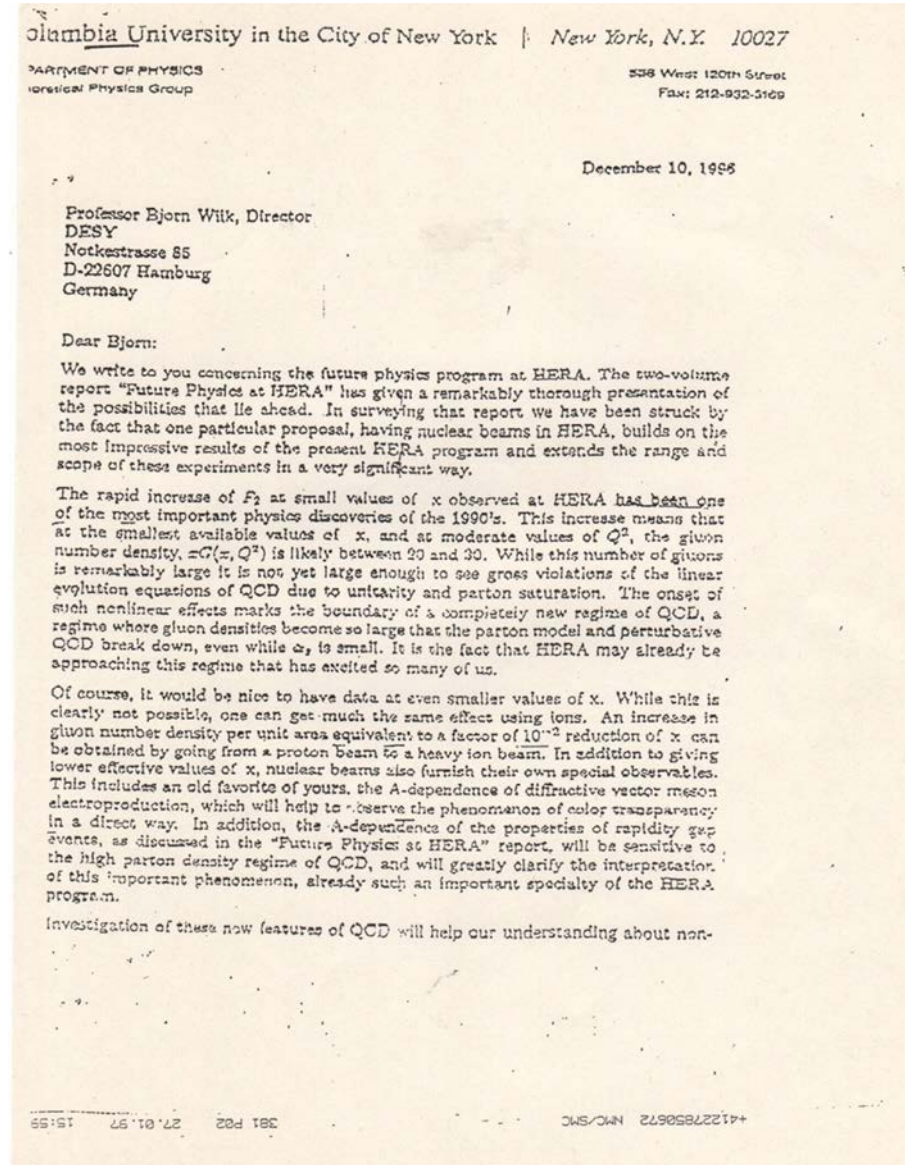 olumbia University in the City of New York | New York, N.Y. 10027
PARTMENT OF PHYSICS
oretical Physics Group
538 West 120th Street
Fax: 212-932-3169
December 10, 1996
Professor Bjorn Wiik, Director
DESY
Notkestrasse 85
D-22607 Hamburg
Germany
Dear Bjorn:
We write to you concerning the future physics program at HERA. The two-volume
report "Future Physics at HERA" has given a remarkably thorough presentation of
the possibilities that lie ahead. In surveying that report we have been struck by
the fact that one particular proposal, having nuclear beams in HERA, builds on the
most impressive results of the present HERA program and extends the range and
scope of these experiments in a very significant way.
The rapid increase of F₂ at small values of x observed at HERA has been one
of the most important physics discoveries of the 1990's. This increase means that
at the smallest available values of x, and at moderate values of Q², the gluon
number density, xG(x, Q²) is likely between 20 and 30. While this number of gluons
is remarkably large it is not yet large enough to see gross violations of the linear
evolution equations of QCD due to unitarity and parton saturation. The onset of
such nonlinear effects marks the boundary of a completely new regime of QCD, a
regime where gluon densities become so large that the parton model and perturbative
QCD break down, even while αₛ is small. It is the fact that HERA may already be
approaching this regime that has excited so many of us.
Of course, it would be nice to have data at even smaller values of x. While this is
clearly not possible, one can get much the same effect using ions. An increase in
gluon number density per unit area equivalent to a factor of 10⁻² reduction of x can
be obtained by going from a proton beam to a heavy ion beam. In addition to giving
lower effective values of x, nuclear beams also furnish their own special observables.
This includes an old favorite of yours, the A-dependence of diffractive vector meson
electroproduction, which will help to observe the phenomenon of color transparency
in a direct way. In addition, the A-dependence of the properties of rapidity gap
events, as discussed in the "Future Physics at HERA" report, will be sensitive to
the high parton density regime of QCD, and will greatly clarify the interpretation
of this important phenomenon, already such an important specialty of the HERA
program.
Investigation of these new features of QCD will help our understanding about non-
+41227850672 NMC/SMC 381 P02 27.01.97 15:59